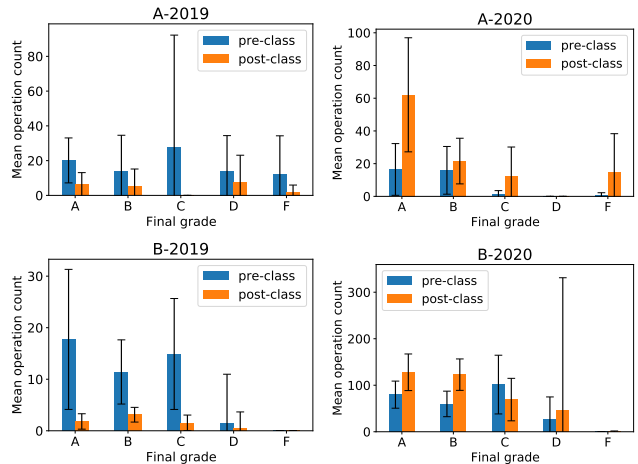 A-2019
Mean operation count
80
60
40
20
0
pre-class
post-class
A B C D F
Final grade
A-2020
Mean operation count
100
80
60
40
20
0
pre-class
post-class
A B C D F
Final grade
B-2019
Mean operation count
30
20
10
0
pre-class
post-class
A B C D F
Final grade
B-2020
Mean operation count
300
200
100
0
pre-class
post-class
A B C D F
Final grade